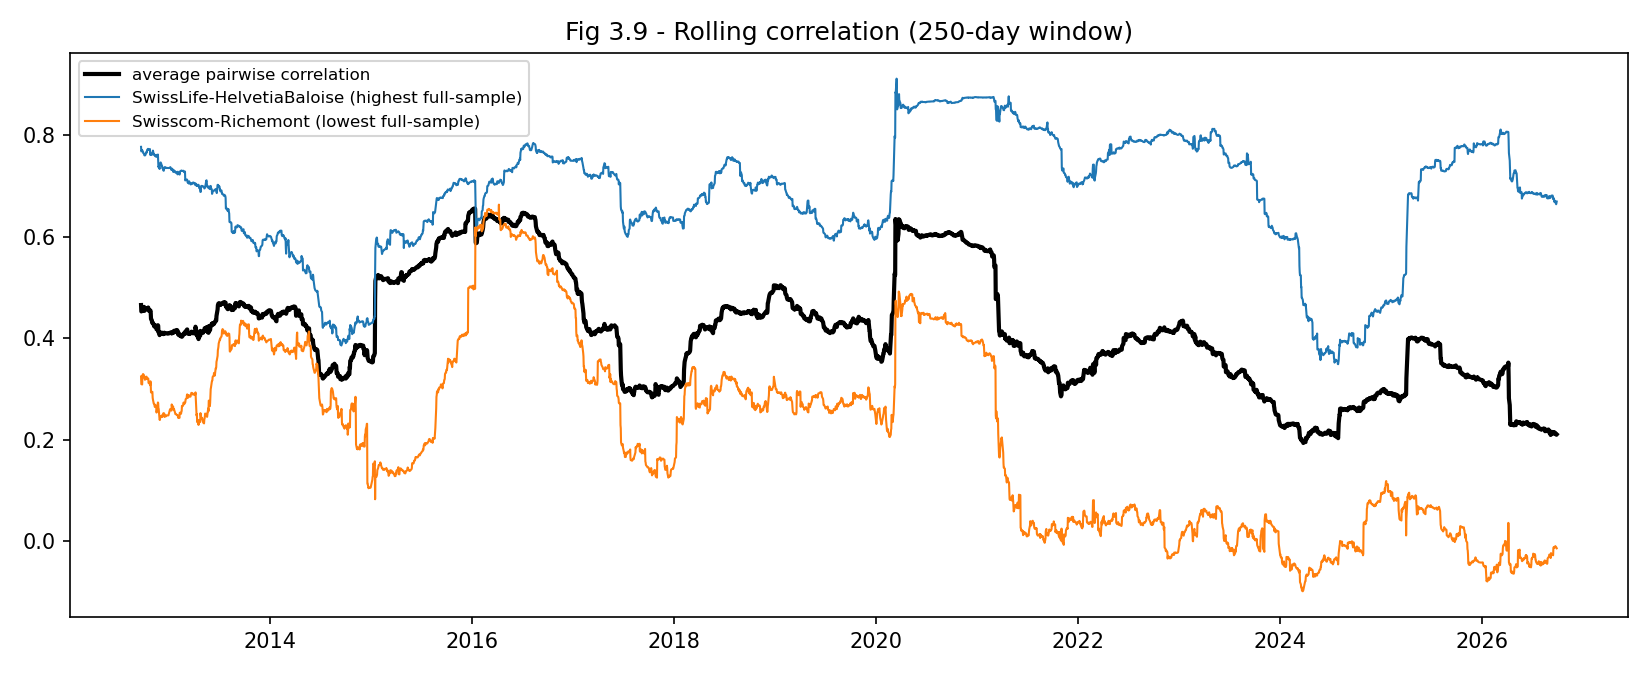 Fig 3.9 - Rolling correlation (250-day window)
average pairwise correlation
SwissLife-HelvetiaBaloise (highest full-sample)
Swisscom-Richemont (lowest full-sample)
0.8
0.6
0.4
0.2
0.0
2014 2016 2018 2020 2022 2024 2026